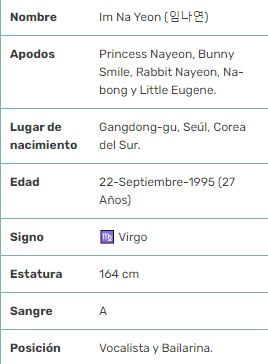 Nombre Im Na Yeon (임나연)
Apodos Princess Nayeon, Bunny
Smile, Rabbit Nayeon, Na-
bong y Little Eugene.
Lugar de Gangdong-gu, Seúl, Corea
nacimiento del Sur.
Edad 22-Septiembre-1995 (27
Años)
Signo ♍ Virgo
Estatura 164 cm
Sangre A
Posición Vocalista y Bailarina.